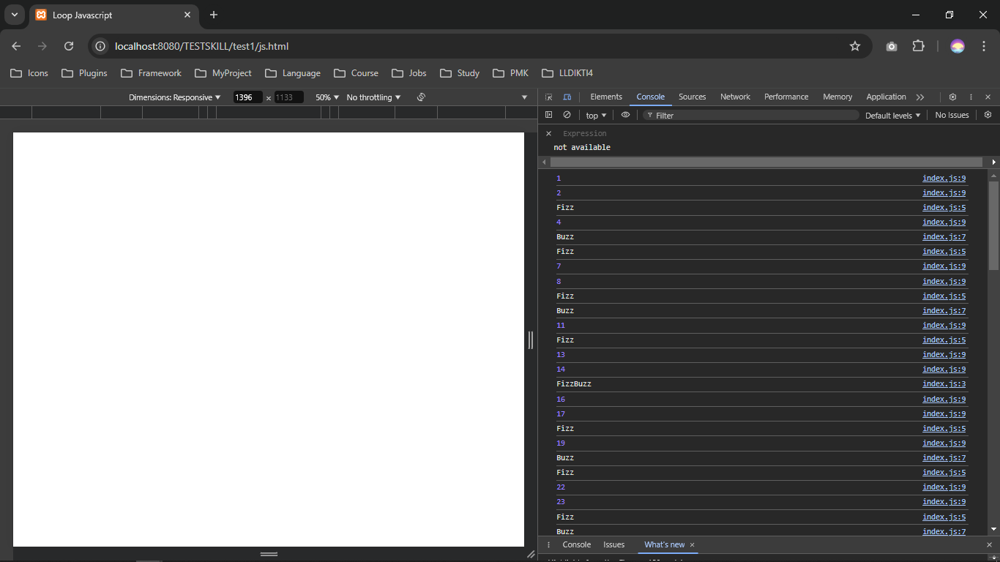 Loop Javascript
localhost:8080/TESTSKILL/test1/js.html
Icons Plugins Framework MyProject Language Course Jobs Study PMK LLDIKTI4
Dimensions: Responsive 1396 x 1133 50% No throttling
Elements Console Sources Network Performance Memory Application
top Filter Default levels No Issues
Expression
not available
1 index.js:9
2 index.js:9
Fizz index.js:5
4 index.js:9
Buzz index.js:7
Fizz index.js:5
7 index.js:9
8 index.js:9
Fizz index.js:5
Buzz index.js:7
11 index.js:9
Fizz index.js:5
13 index.js:9
14 index.js:9
FizzBuzz index.js:3
16 index.js:9
17 index.js:9
Fizz index.js:5
19 index.js:9
Buzz index.js:7
Fizz index.js:5
22 index.js:9
23 index.js:9
Fizz index.js:5
Buzz index.js:7
Console Issues What's new